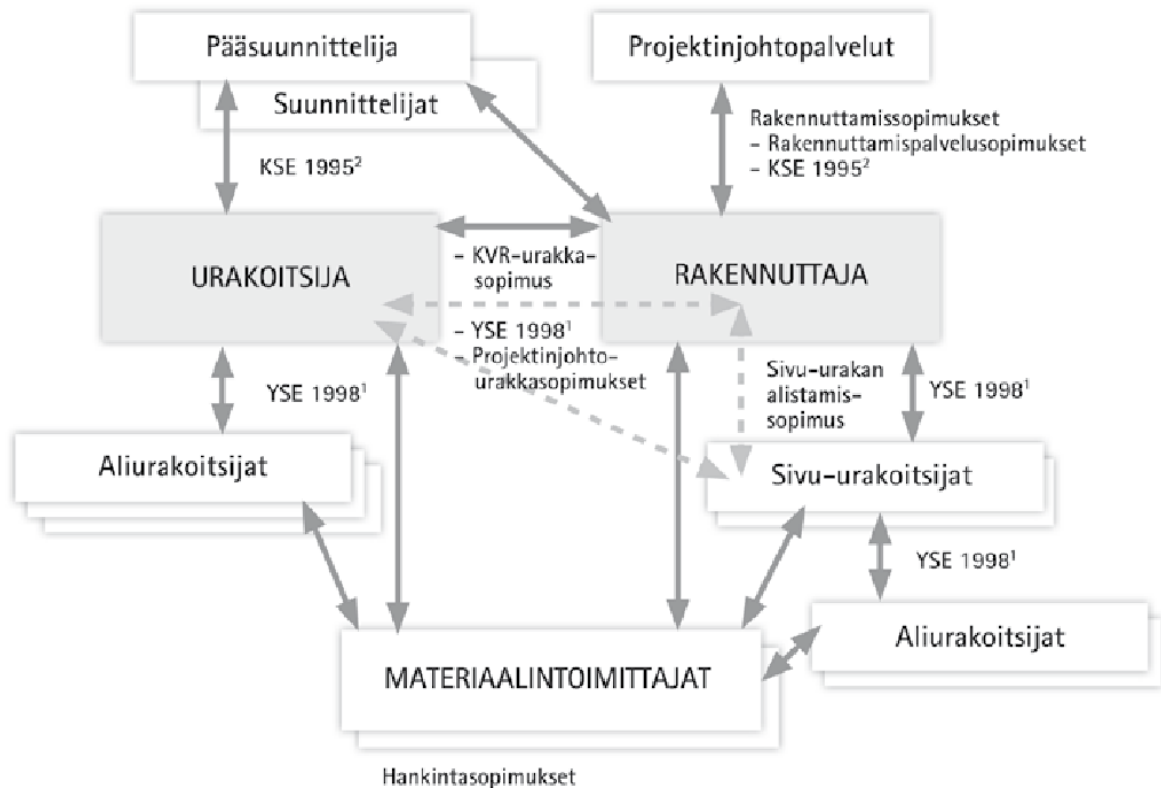 Pääsuunnittelija
Projektinjohtopalvelut
Suunnittelijat
Rakennuttamissopimukset
– Rakennuttamispalvelusopimukset
– KSE 1995²
KSE 1995²
URAKOITSIJA
– KVR-urakka-
sopimus
RAKENNUTTAJA
– YSE 1998¹
– Projektinjohto-
urakkasopimukset
YSE 1998¹
Sivu-urakan
alistamis-
sopimus
YSE 1998¹
Aliurakoitsijat
Sivu-urakoitsijat
YSE 1998¹
Aliurakoitsijat
MATERIAALINTOIMITTAJAT
Hankintasopimukset